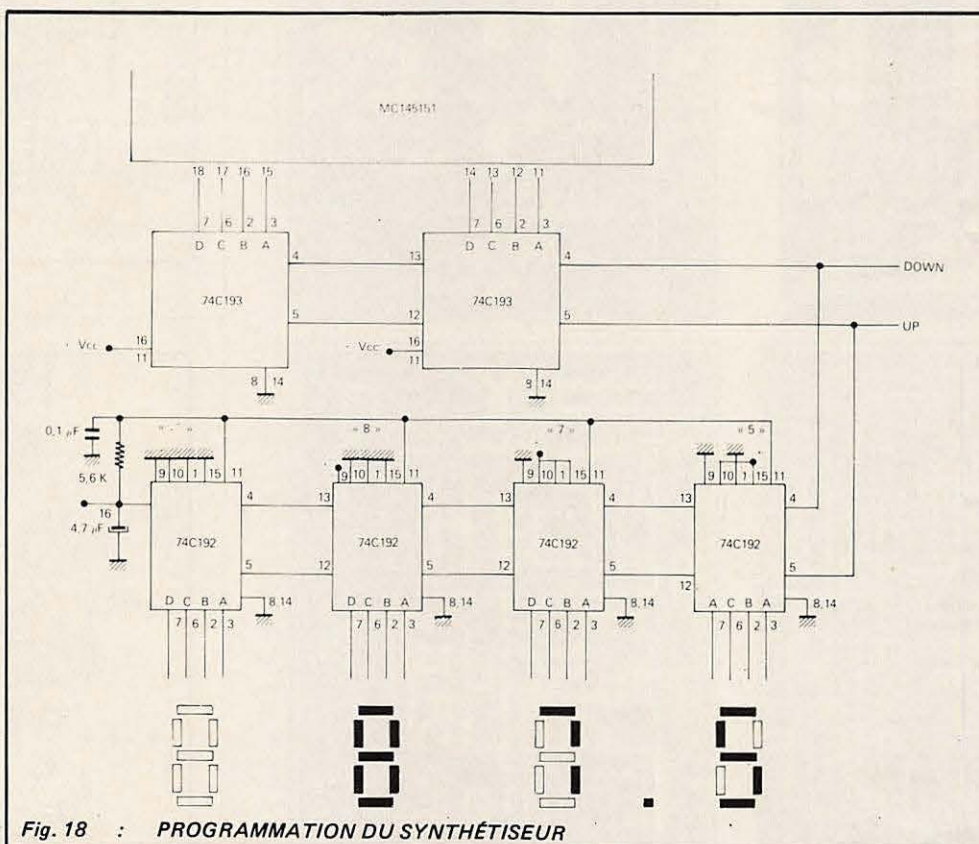 MC145151
18 17 16 15 14 13 12 11
7 6 2 3 7 6 2 3
D C B A D C B A
4 13 4 DOWN
74C193 74C193
5 12 5 UP
Vcc 16 Vcc 16
11 11
8 14 8 14
0,1 µF « 8 » « 7 » « 5 »
9 10 1 15 11 9 10 1 15 11 9 10 1 15 11 9 10 1 15 11
5,6 K
16 4 13 4 13 4 13 4
4,7 µF
74C192 74C192 74C192 74C192
5 12 5 12 5 12 5
D C B A 8,14 D C B A 8,14 D C B A 8,14 A C B A 8,14
7 6 2 3 7 6 2 3 7 6 2 3 7 6 2 3
8 7 . 5
Fig. 18 : PROGRAMMATION DU SYNTHÉTISEUR